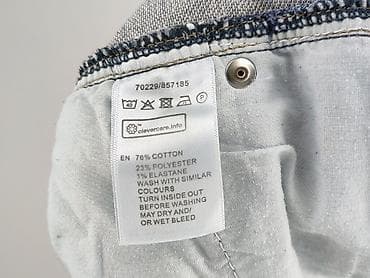 70229/857185
clevercare.info
EN 76% COTTON
23% POLYESTER
1% ELASTANE
WASH WITH SIMILAR
COLOURS
TURN INSIDE OUT
BEFORE WASHING
MAY DRY AND/
OR WET BLEED